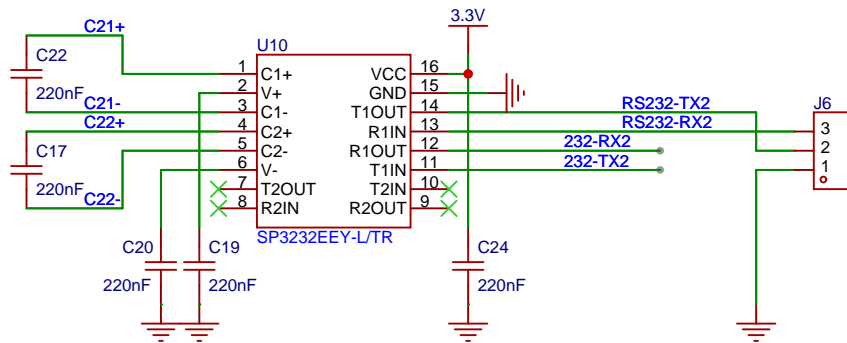 C21+
3.3V
C22
U10
220nF
1 C1+ VCC 16
2 V+ GND 15
C21- 3 C1- T1OUT 14 RS232-TX2 J6
C22+ 4 C2+ R1IN 13 RS232-RX2 3
5 C2- R1OUT 12 232-RX2 2
C17 6 V- T1IN 11 232-TX2 1
220nF 7 T2OUT T2IN 10
C22- 8 R2IN R2OUT 9
SP3232EEY-L/TR
C20 C19 C24
220nF 220nF 220nF